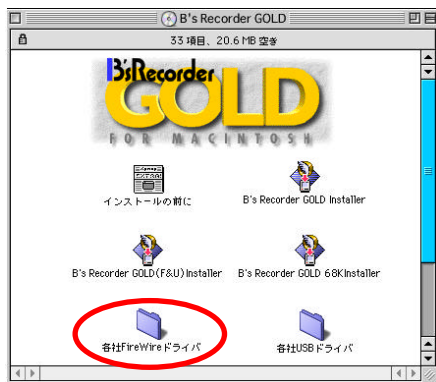 B's Recorder GOLD
33 項目、20.6 MB 空き
B'sRecorder
GOLD
FOR MACINTOSH
インストールの前に
B's Recorder GOLD Installer
B's Recorder GOLD(F&U)Installer
B's Recorder GOLD 68KInstaller
各社FireWireドライバ
各社USBドライバ